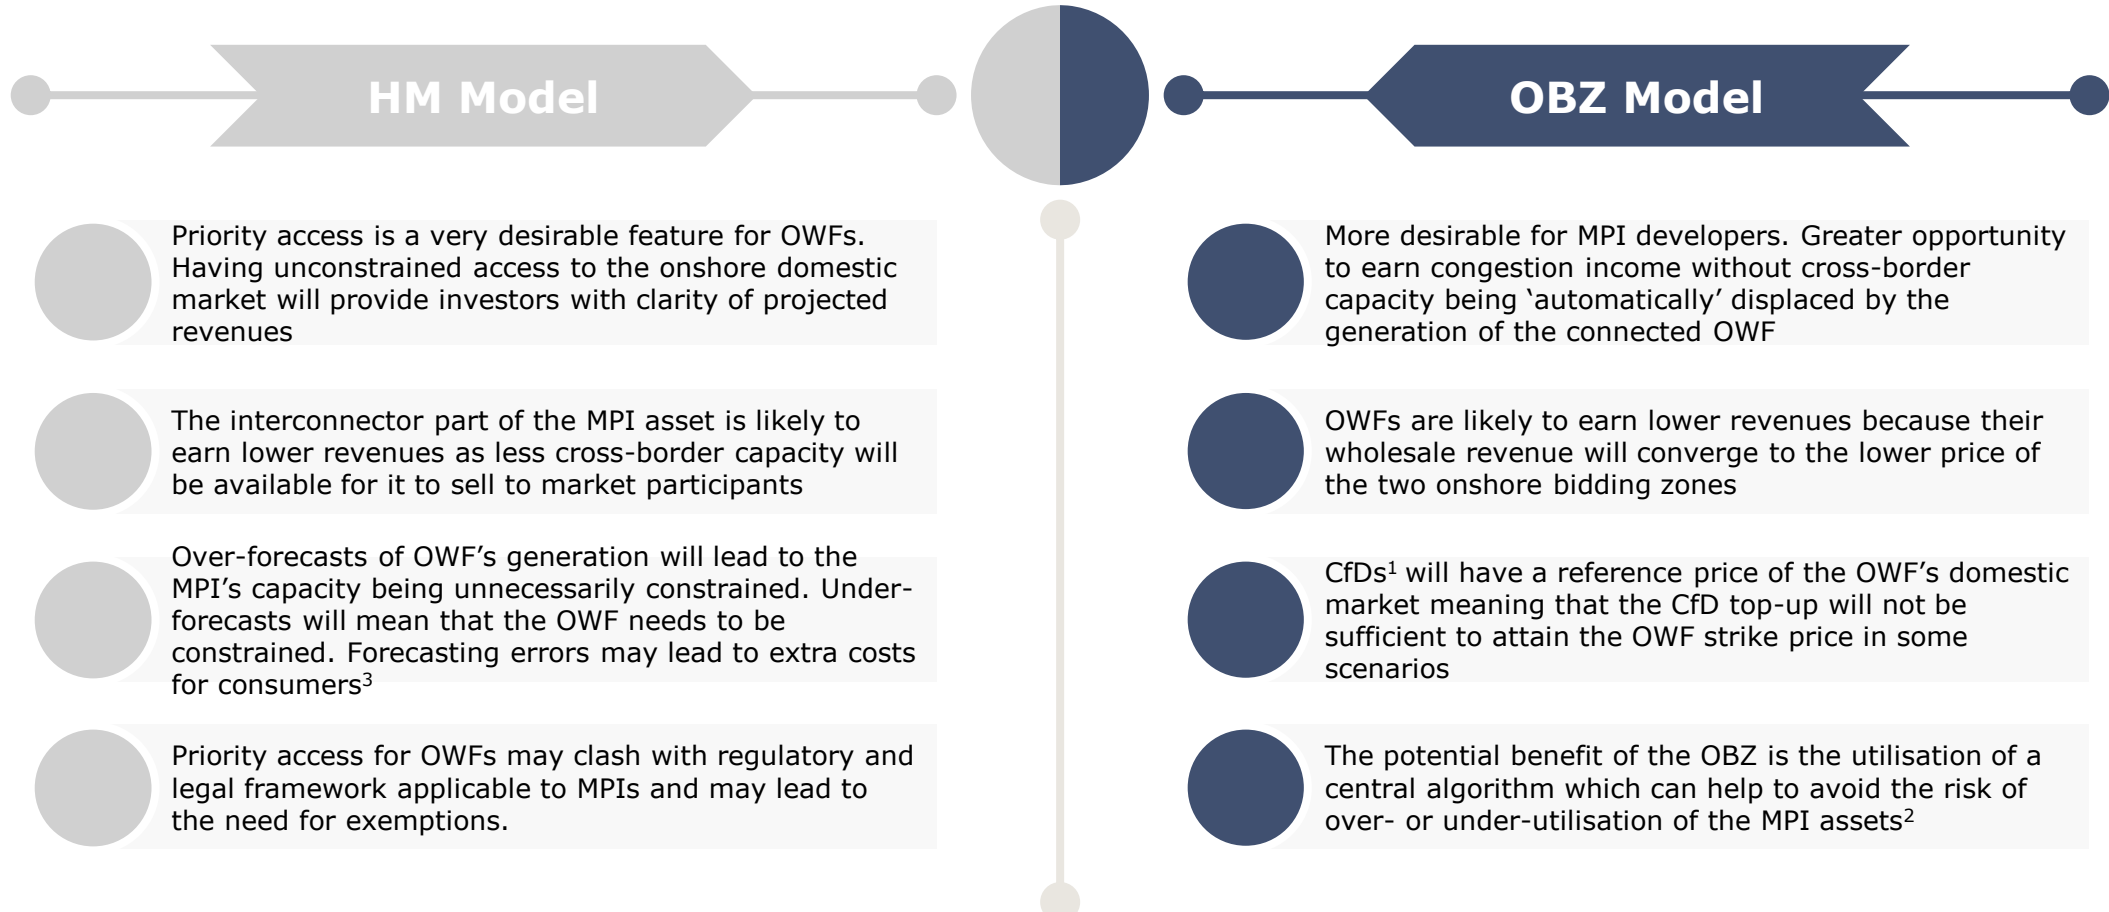 HM Model
Priority access is a very desirable feature for OWFs.
Having unconstrained access to the onshore domestic
market will provide investors with clarity of projected
revenues
The interconnector part of the MPI asset is likely to
earn lower revenues as less cross-border capacity will
be available for it to sell to market participants
Over-forecasts of OWF’s generation will lead to the
MPI’s capacity being unnecessarily constrained. Under-
forecasts will mean that the OWF needs to be
constrained. Forecasting errors may lead to extra costs
for consumers³
Priority access for OWFs may clash with regulatory and
legal framework applicable to MPIs and may lead to
the need for exemptions.
OBZ Model
More desirable for MPI developers. Greater opportunity
to earn congestion income without cross-border
capacity being ‘automatically’ displaced by the
generation of the connected OWF
OWFs are likely to earn lower revenues because their
wholesale revenue will converge to the lower price of
the two onshore bidding zones
CfDs¹ will have a reference price of the OWF’s domestic
market meaning that the CfD top-up will not be
sufficient to attain the OWF strike price in some
scenarios
The potential benefit of the OBZ is the utilisation of a
central algorithm which can help to avoid the risk of
over- or under-utilisation of the MPI assets²